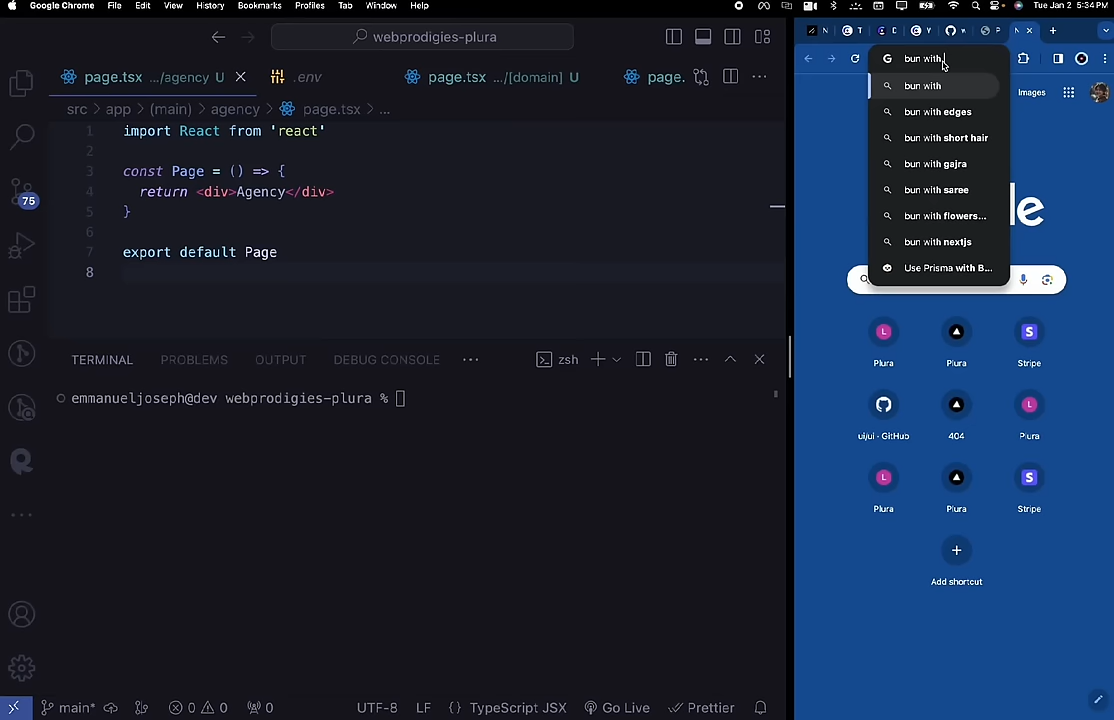 Google Chrome File Edit View History Bookmarks Profiles Tab Window Help Tue Jan 2 5:34 PM
webprodigies-plura
page.tsx .../agency U
.env
page.tsx .../[domain] U
page.
src > app > (main) > agency > page.tsx > ...
1 import React from 'react'
2
3 const Page = () => {
4 return <div>Agency</div>
5 }
6
7 export default Page
8
TERMINAL PROBLEMS OUTPUT DEBUG CONSOLE ... zsh
emmanueljoseph@dev webprodigies-plura %
75
main* 0 0 0 UTF-8 LF {} TypeScript JSX Go Live Prettier
bun with
bun with
bun with edges
bun with short hair
bun with gajra
bun with saree
bun with flowers...
bun with nextjs
Use Prisma with B...
Images
le
L Plura
Plura
S Stripe
ui/ui · GitHub
404
L Plura
L Plura
Plura
S Stripe
Add shortcut